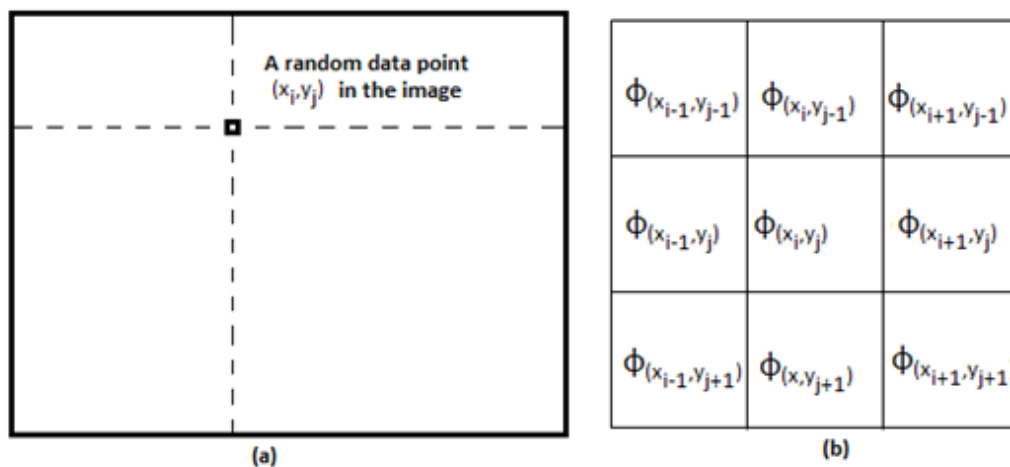 A random data point
(xᵢ,yⱼ) in the image
(a)
ϕ(xᵢ₋₁,yⱼ₋₁) ϕ(xᵢ,yⱼ₋₁) ϕ(xᵢ₊₁,yⱼ₋₁)
ϕ(xᵢ₋₁,yⱼ) ϕ(xᵢ,yⱼ) ϕ(xᵢ₊₁,yⱼ)
ϕ(xᵢ₋₁,yⱼ₊₁) ϕ(x,yⱼ₊₁) ϕ(xᵢ₊₁,yⱼ₊₁
(b)